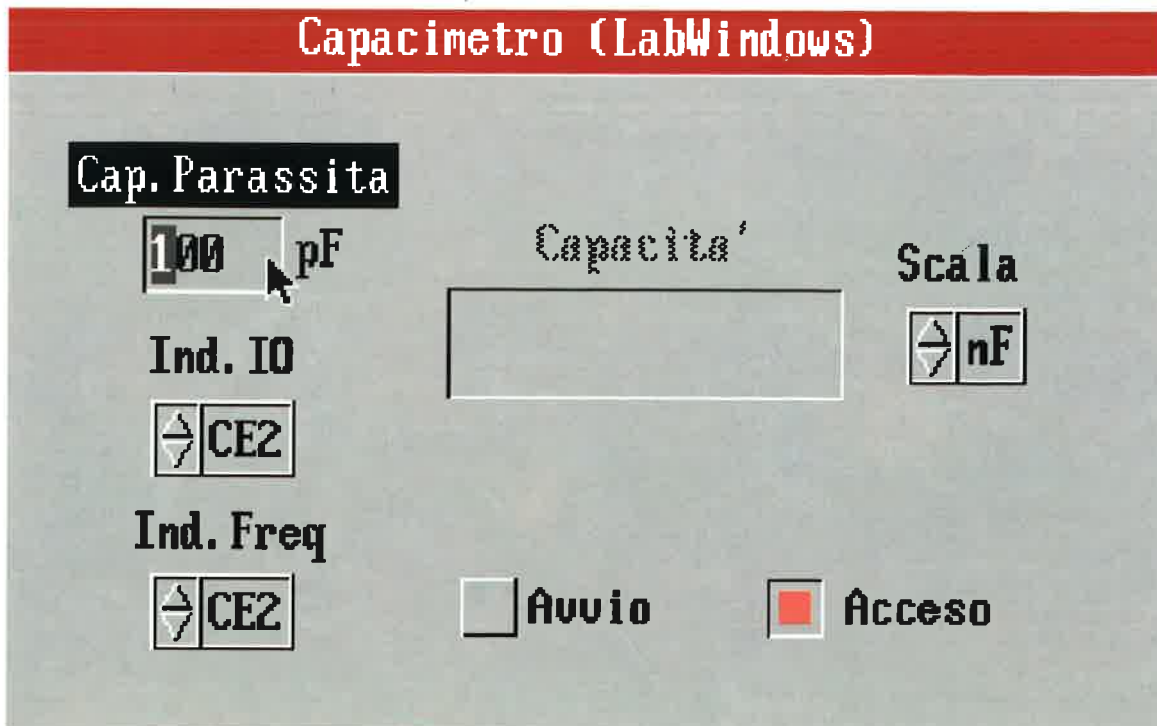 Capacimetro (LabWindows)
Cap. Parassita
100 pF
Capacita'
Scala
nF
Ind. IO
CE2
Ind. Freq
CE2
Avvio
Acceso